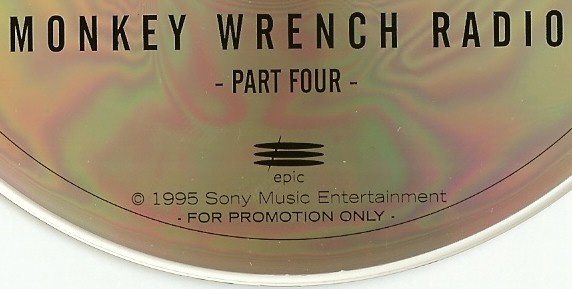 MONKEY WRENCH RADIO
- PART FOUR -
epic
© 1995 Sony Music Entertainment
- FOR PROMOTION ONLY -